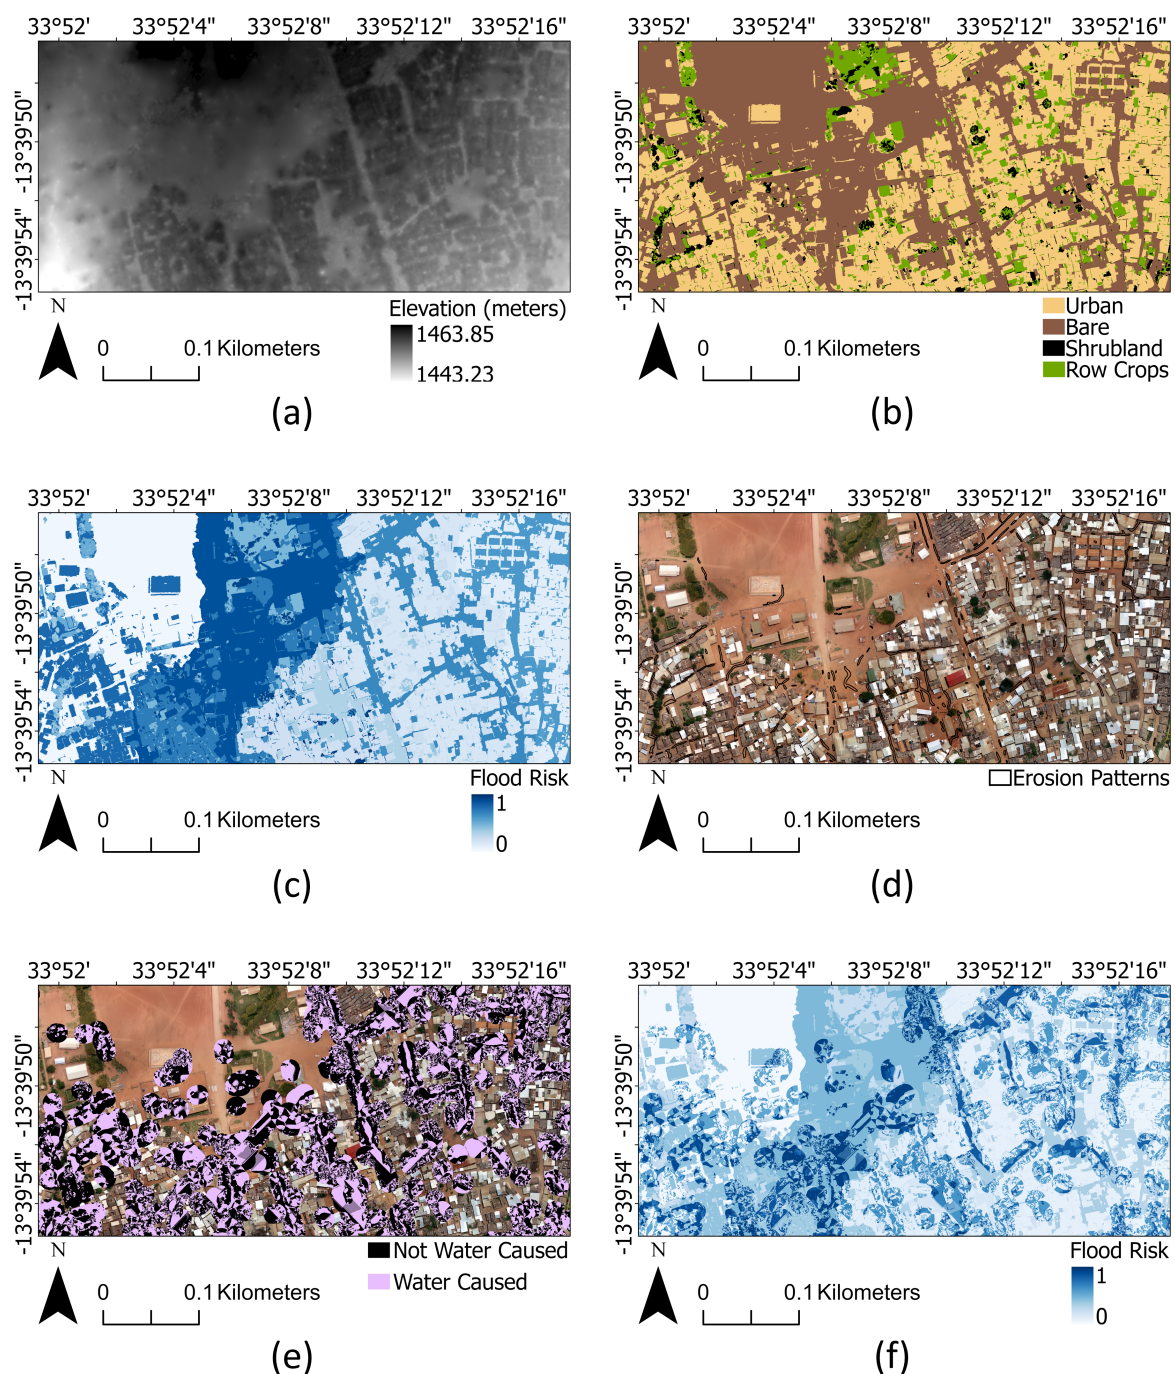 33°52' 33°52'4" 33°52'8" 33°52'12" 33°52'16"
-13°39'50"
-13°39'54"
N
0 0.1 Kilometers
Elevation (meters)
1463.85
1443.23
(a)
33°52' 33°52'4" 33°52'8" 33°52'12" 33°52'16"
-13°39'50"
-13°39'54"
N
0 0.1 Kilometers
Urban
Bare
Shrubland
Row Crops
(b)
33°52' 33°52'4" 33°52'8" 33°52'12" 33°52'16"
-13°39'50"
-13°39'54"
N
0 0.1 Kilometers
Flood Risk
1
0
(c)
33°52' 33°52'4" 33°52'8" 33°52'12" 33°52'16"
-13°39'50"
-13°39'54"
N
0 0.1 Kilometers
Erosion Patterns
(d)
33°52' 33°52'4" 33°52'8" 33°52'12" 33°52'16"
-13°39'50"
-13°39'54"
N
0 0.1 Kilometers
Not Water Caused
Water Caused
(e)
33°52' 33°52'4" 33°52'8" 33°52'12" 33°52'16"
-13°39'50"
-13°39'54"
N
0 0.1 Kilometers
Flood Risk
1
0
(f)